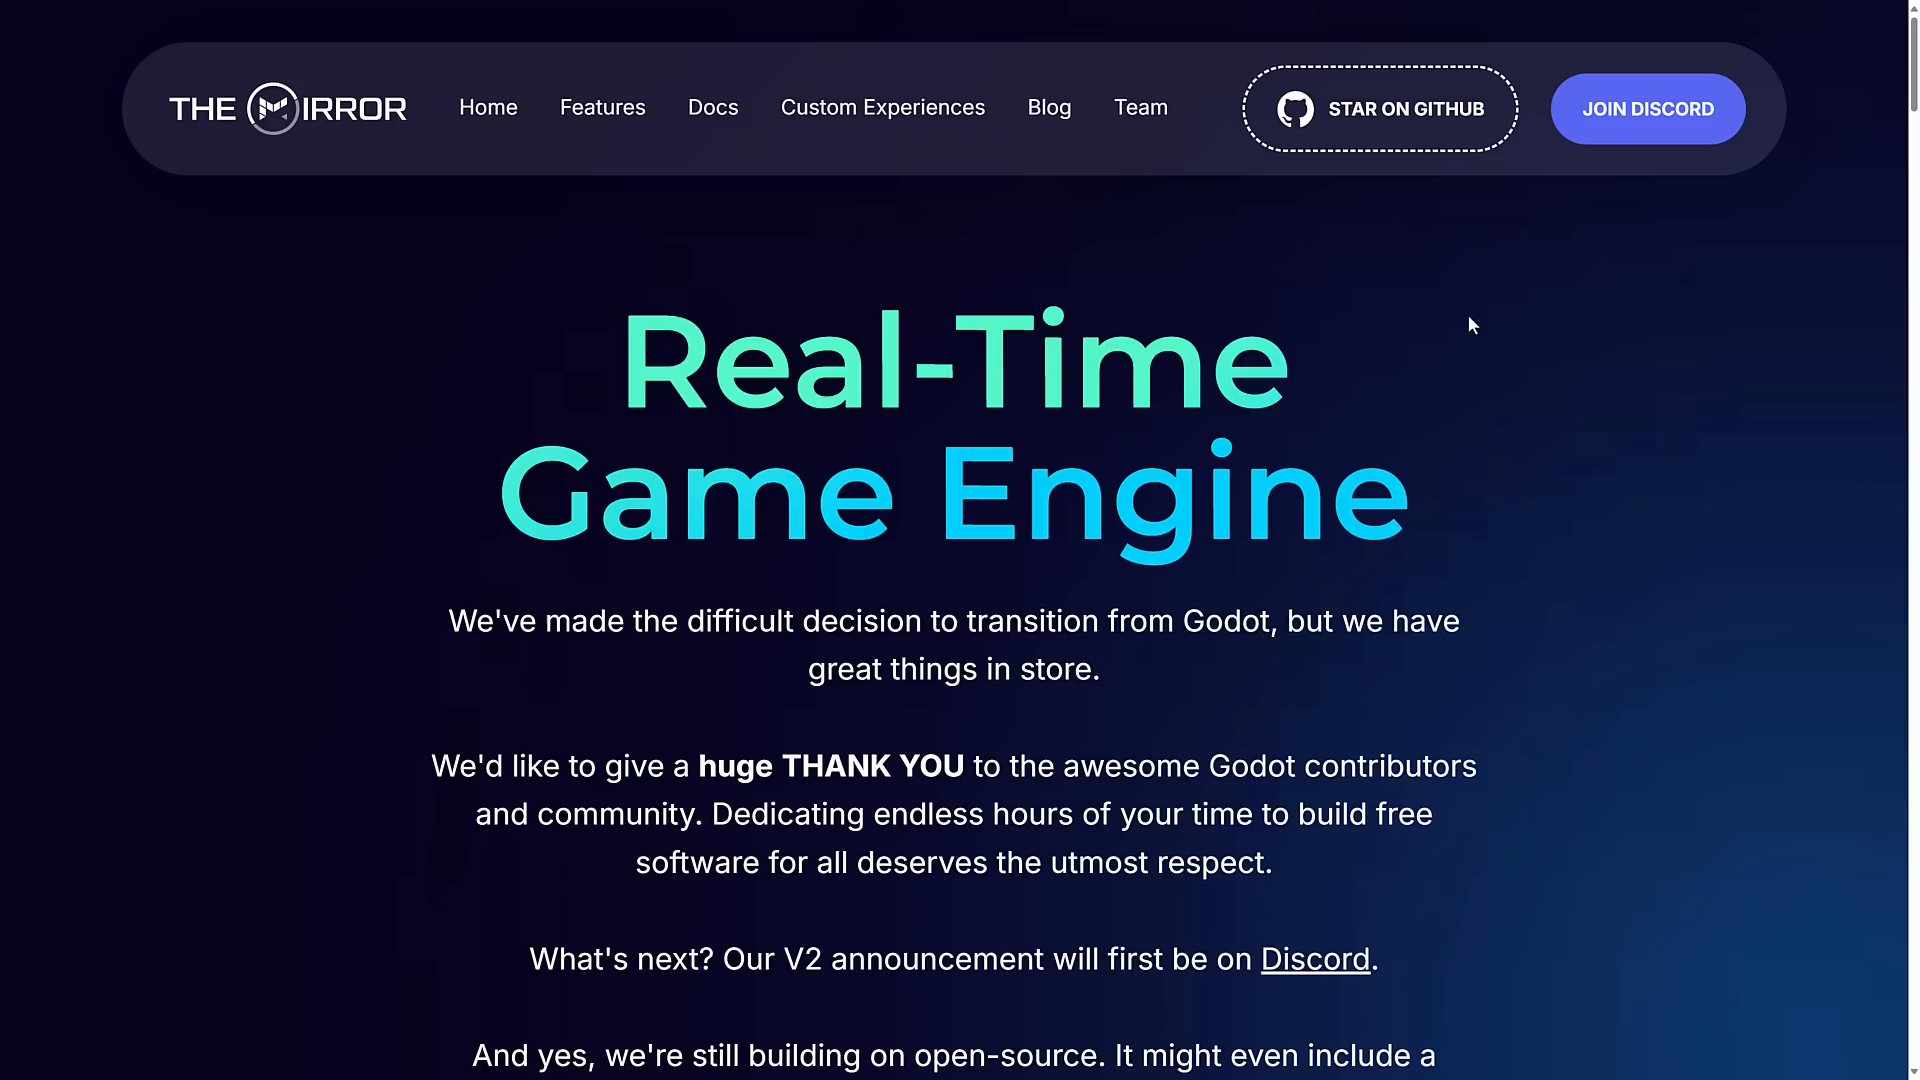 THE MIRROR Home Features Docs Custom Experiences Blog Team STAR ON GITHUB JOIN DISCORD
Real-Time
Game Engine
We've made the difficult decision to transition from Godot, but we have
great things in store.
We'd like to give a huge THANK YOU to the awesome Godot contributors
and community. Dedicating endless hours of your time to build free
software for all deserves the utmost respect.
What's next? Our V2 announcement will first be on Discord.
And yes, we're still building on open-source. It might even include a